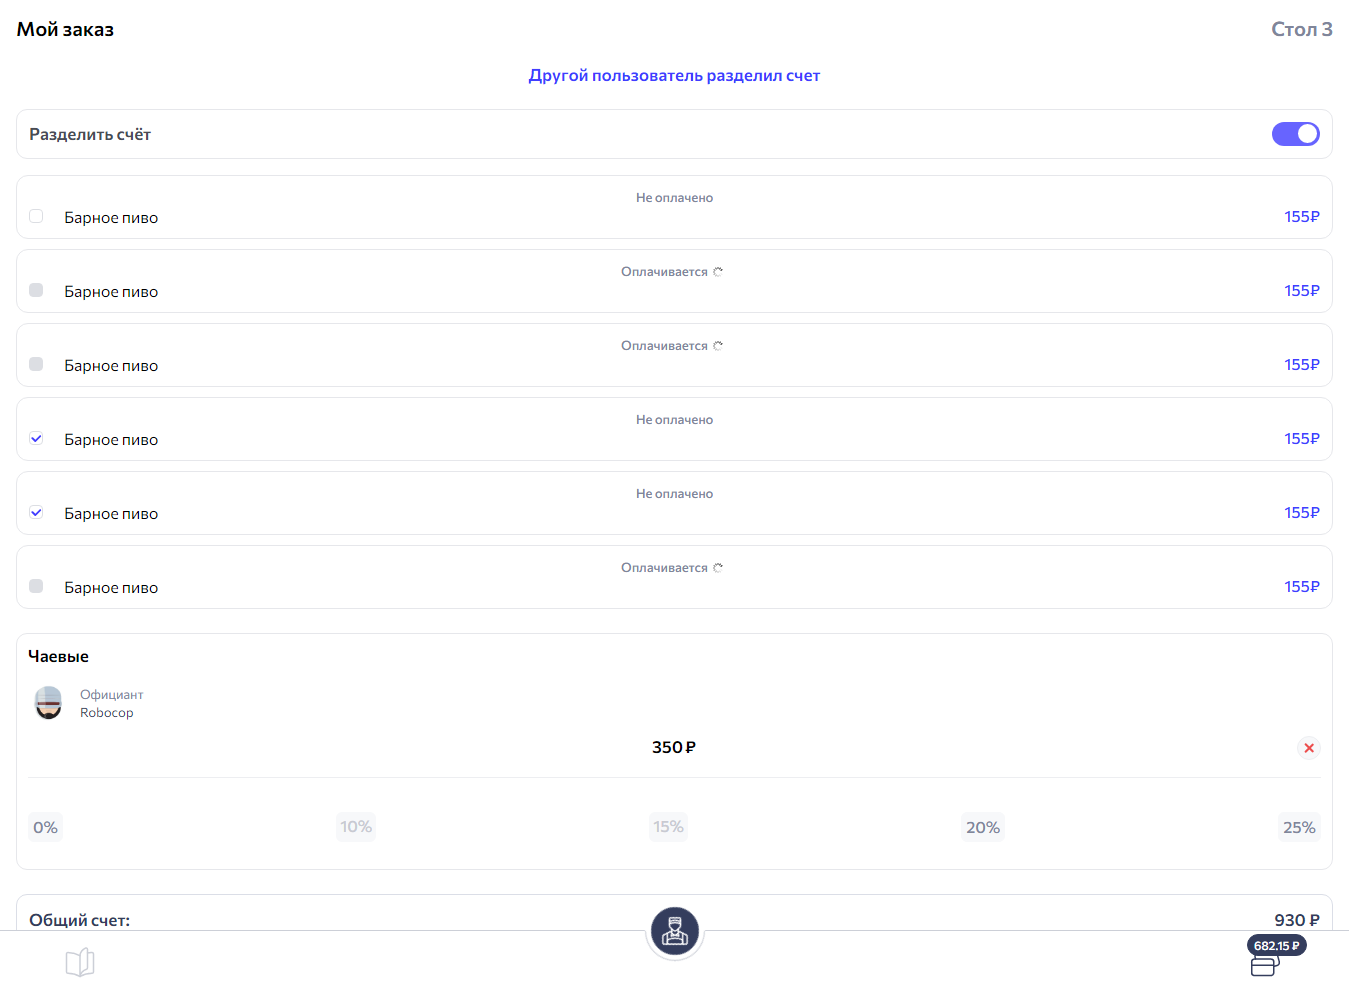 Мой заказ
Стол 3
Другой пользователь разделил счет
Разделить счёт
Не оплачено
Барное пиво
155₽
Оплачивается
Барное пиво
155₽
Оплачивается
Барное пиво
155₽
Не оплачено
Барное пиво
155₽
Не оплачено
Барное пиво
155₽
Оплачивается
Барное пиво
155₽
Чаевые
Официант
Robocop
350 ₽
0%
10%
15%
20%
25%
Общий счет:
930 ₽
682.15 ₽